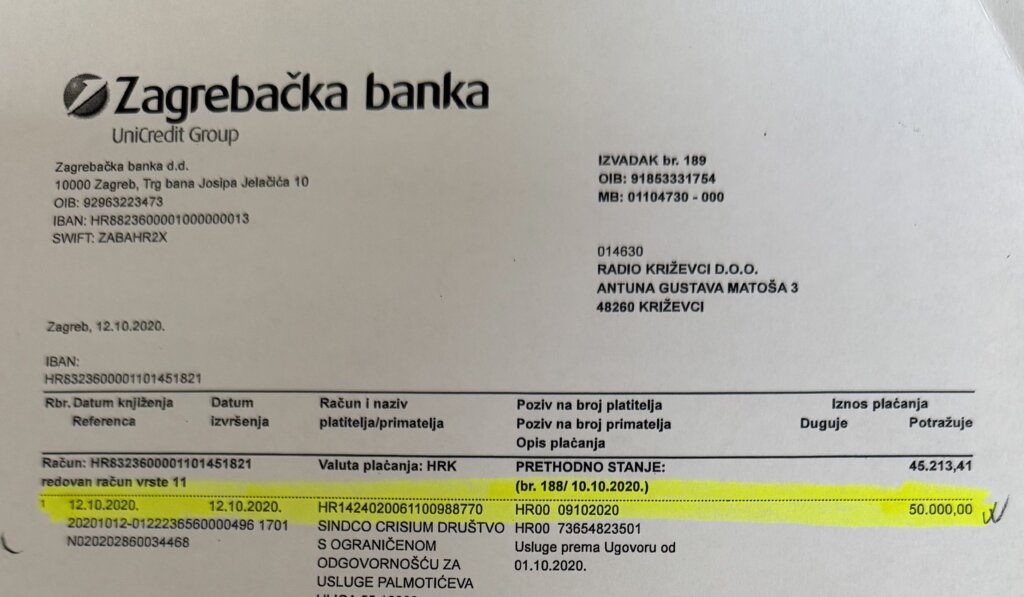 Zagrebačka banka
UniCredit Group
Zagrebačka banka d.d.
10000 Zagreb, Trg bana Josipa Jelačića 10
OIB: 92963223473
IBAN: HR8823600001000000013
SWIFT: ZABAHR2X
IZVADAK br. 189
OIB: 91853331754
MB: 01104730 - 000
014630
RADIO KRIŽEVCI D.O.O.
ANTUNA GUSTAVA MATOŠA 3
48260 KRIŽEVCI
Zagreb, 12.10.2020.
IBAN:
HR8323600001101451821
Rbr. Datum knjiženja Datum Račun i naziv Poziv na broj platitelja Iznos plaćanja
Referenca izvršenja platitelja/primatelja Poziv na broj primatelja Duguje Potražuje
Opis plaćanja
Račun: HR8323600001101451821 Valuta plaćanja: HRK PRETHODNO STANJE: 45.213,41
redovan račun vrste 11 (br. 188/ 10.10.2020.)
1 12.10.2020. 12.10.2020. HR1424020061100988770 HR00 09102020 50.000,00
20201012-0122236560000496 1701 SINDCO CRISIUM DRUŠTVO HR00 73654823501
N020202860034468 S OGRANIČENOM Usluge prema Ugovoru od
ODGOVORNOŠĆU ZA 01.10.2020.
USLUGE PALMOTIĆEVA